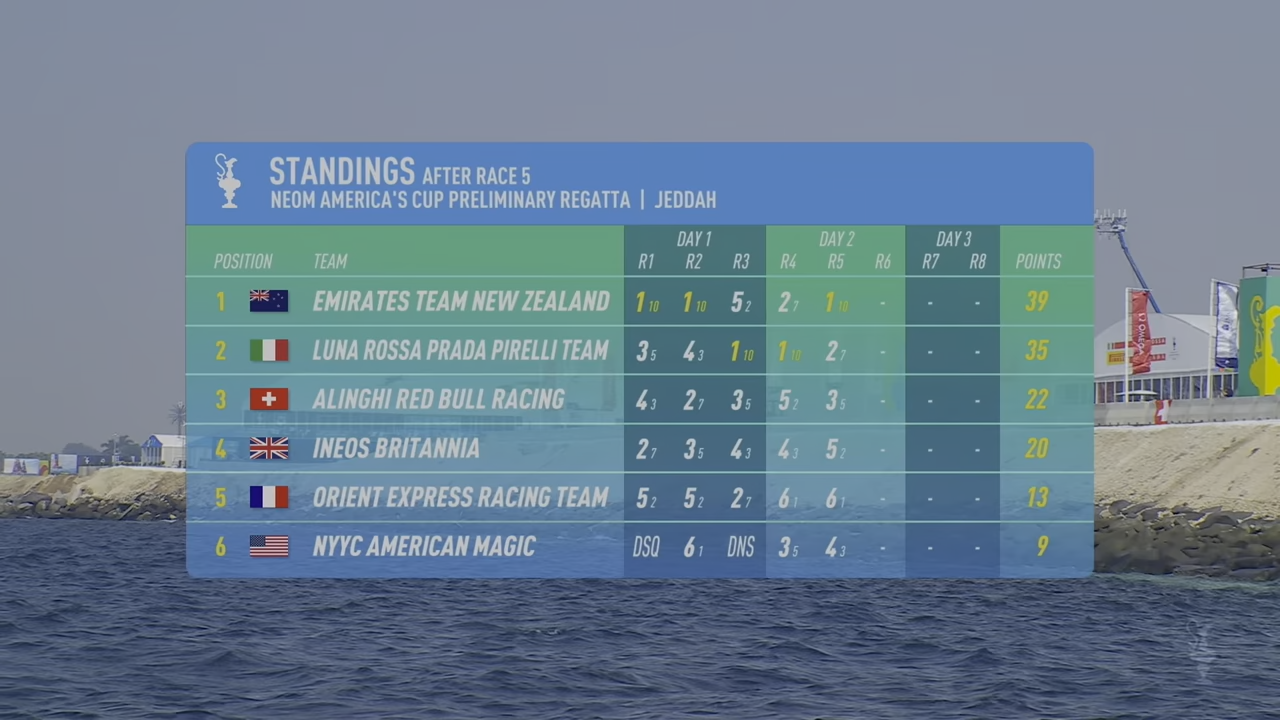 STANDINGS AFTER RACE 5
NEOM AMERICA'S CUP PRELIMINARY REGATTA | JEDDAH
DAY 1 DAY 2 DAY 3
POSITION TEAM R1 R2 R3 R4 R5 R6 R7 R8 POINTS
1 EMIRATES TEAM NEW ZEALAND 1 10 1 10 5 2 2 7 1 10 - - - 39
2 LUNA ROSSA PRADA PIRELLI TEAM 3 5 4 3 1 10 1 10 2 7 - - - 35
3 ALINGHI RED BULL RACING 4 3 2 7 3 5 5 2 3 5 - - - 22
4 INEOS BRITANNIA 2 7 3 5 4 3 4 3 5 2 - - - 20
5 ORIENT EXPRESS RACING TEAM 5 2 5 2 2 7 6 1 6 1 - - - 13
6 NYYC AMERICAN MAGIC DSQ 6 1 DNS 3 5 4 3 - - - 9
OMEGA